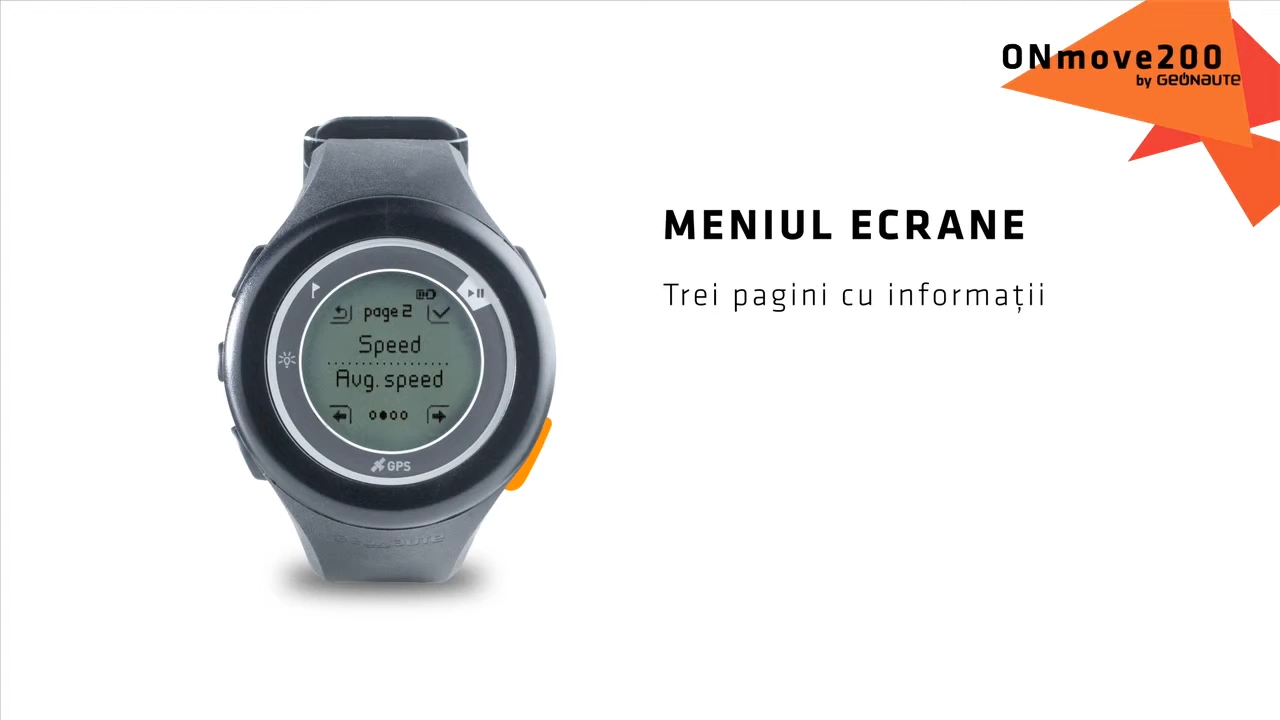 ONmove200
by GEONAUTE
MENIUL ECRANE
Trei pagini cu informații
page 2
Speed
Avg. speed
GPS